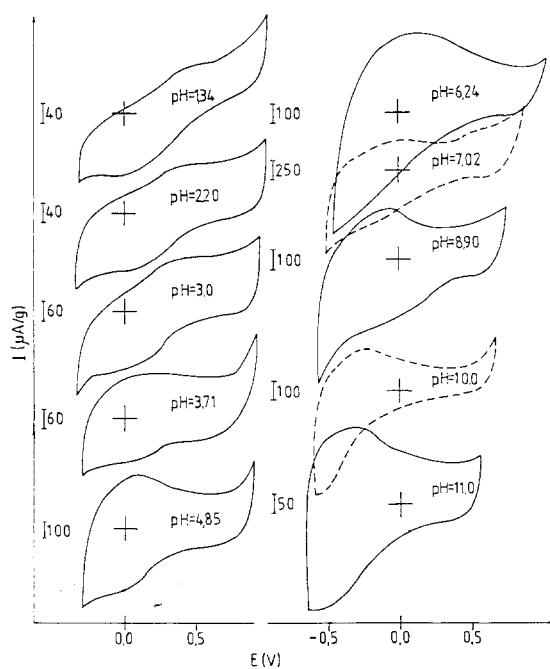 40
pH=1,34
40
pH=2,20
60
pH=3,0
60
pH=3,71
100
pH=4,85
100
pH=6,24
250
pH=7,02
100
pH=8,90
100
pH=10,0
50
pH=11,0
I (µA/g)
0,0
0,5
-0,5
0,0
0,5
E (V)